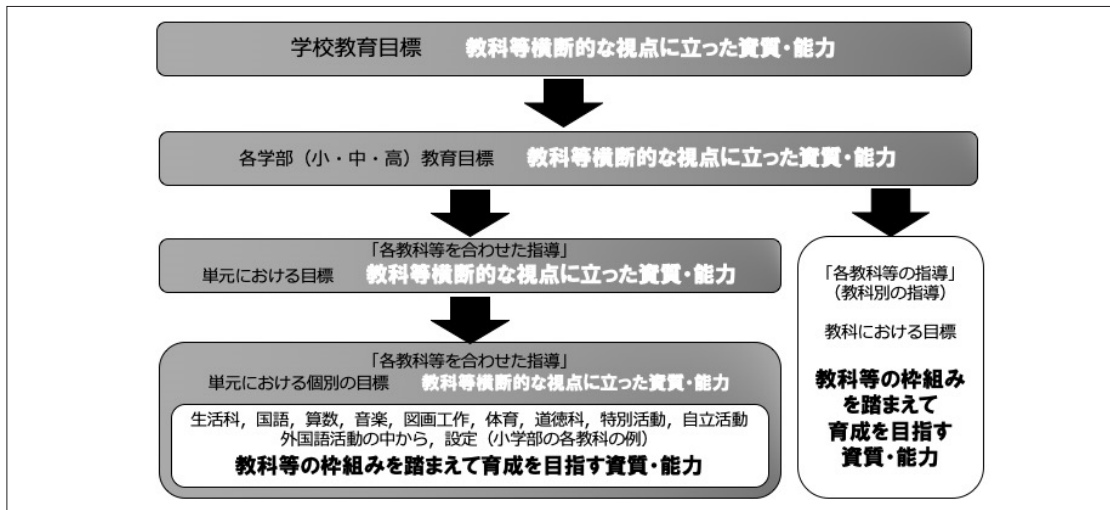 学校教育目標 教科等横断的な視点に立った資質・能力
各学部（小・中・高）教育目標 教科等横断的な視点に立った資質・能力
「各教科等を合わせた指導」
単元における目標 教科等横断的な視点に立った資質・能力
「各教科等を合わせた指導」
単元における個別の目標 教科等横断的な視点に立った資質・能力
生活科，国語，算数，音楽，図画工作，体育，道徳科，特別活動，自立活動
外国語活動の中から，設定（小学部の各教科の例）
教科等の枠組みを踏まえて育成を目指す資質・能力
「各教科等の指導」
（教科別の指導）
教科における目標
教科等の枠組み
を踏まえて
育成を目指す
資質・能力